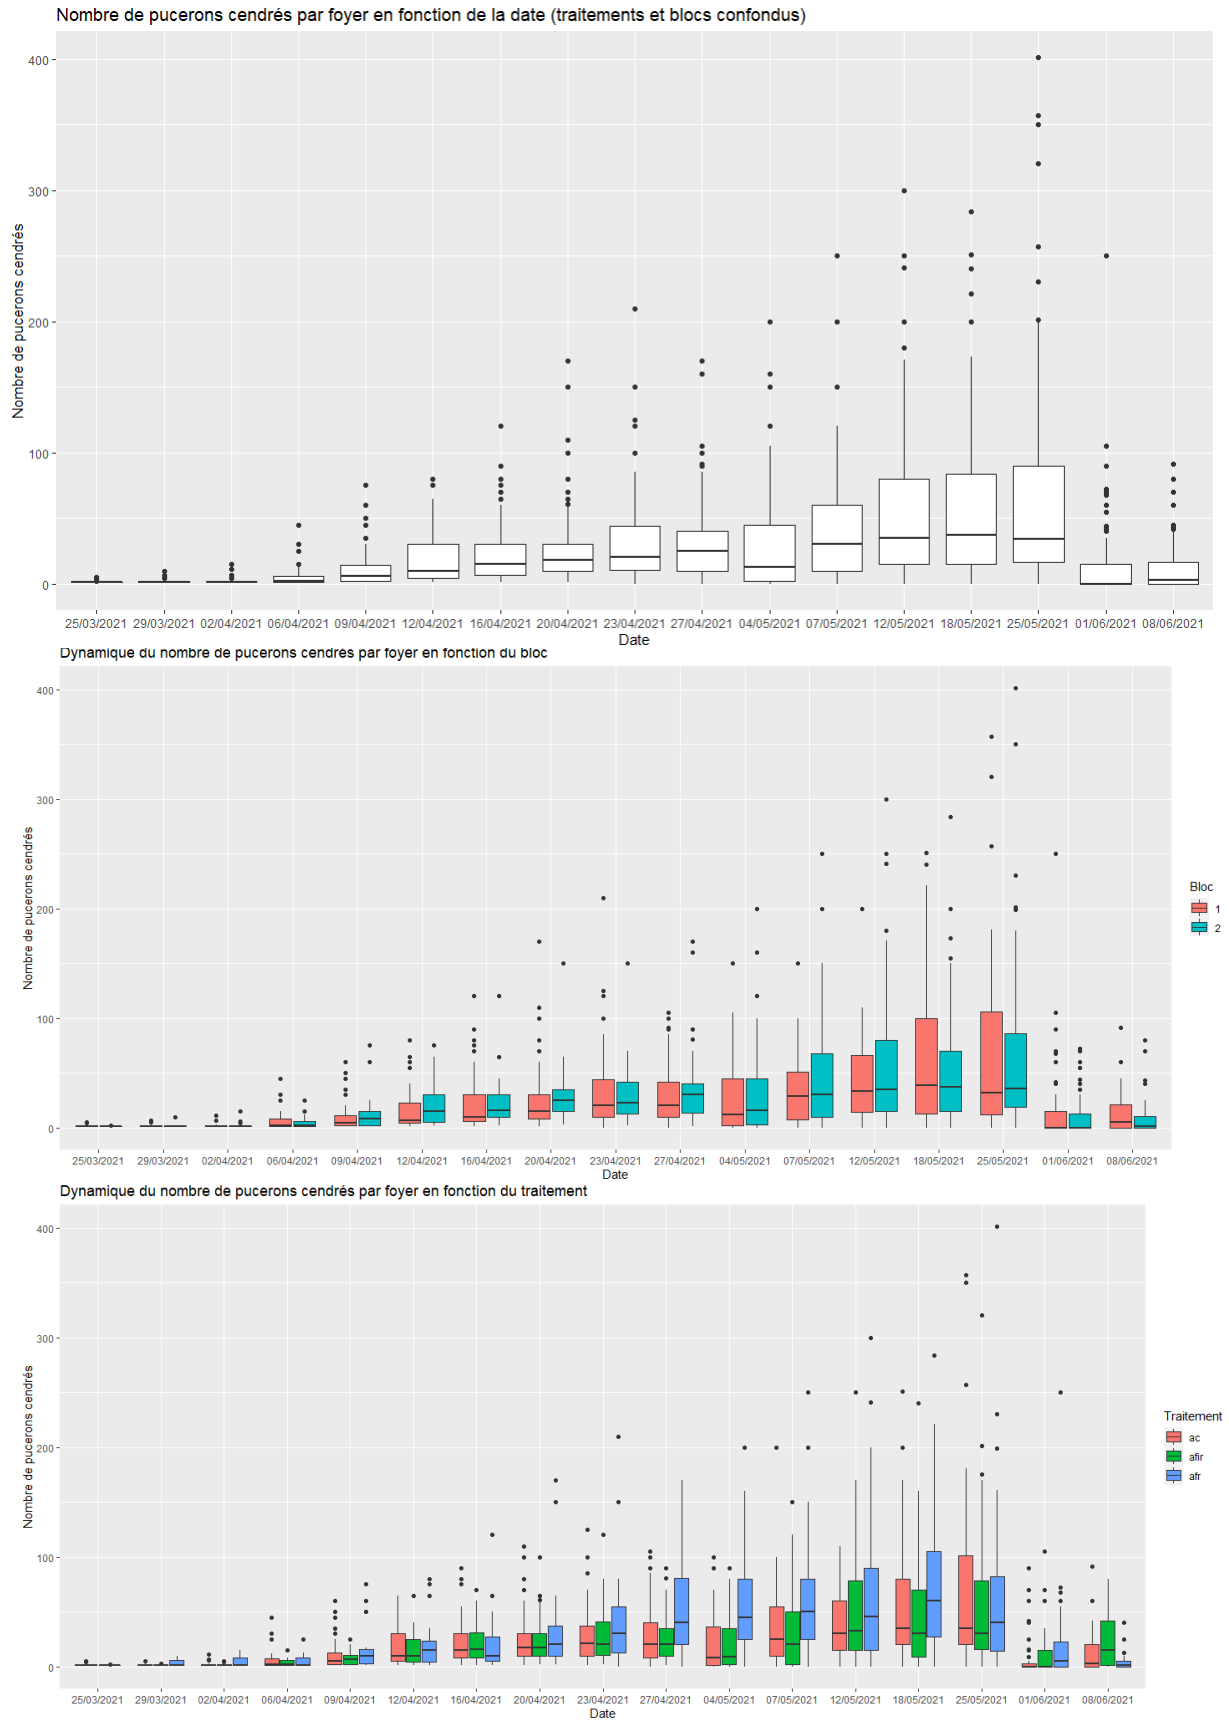 Nombre de pucerons cendrés par foyer en fonction de la date (traitements et blocs confondus)
Nombre de pucerons cendrés
400
300
200
100
0
25/03/2021 29/03/2021 02/04/2021 06/04/2021 09/04/2021 12/04/2021 16/04/2021 20/04/2021 23/04/2021 27/04/2021 04/05/2021 07/05/2021 12/05/2021 18/05/2021 25/05/2021 01/06/2021 08/06/2021
Date
Dynamique du nombre de pucerons cendrés par foyer en fonction du bloc
Nombre de pucerons cendrés
400
300
200
100
0
25/03/2021 29/03/2021 02/04/2021 06/04/2021 09/04/2021 12/04/2021 16/04/2021 20/04/2021 23/04/2021 27/04/2021 04/05/2021 07/05/2021 12/05/2021 18/05/2021 25/05/2021 01/06/2021 08/06/2021
Date
Bloc
1
2
Dynamique du nombre de pucerons cendrés par foyer en fonction du traitement
Nombre de pucerons cendrés
400
300
200
100
0
25/03/2021 29/03/2021 02/04/2021 06/04/2021 09/04/2021 12/04/2021 16/04/2021 20/04/2021 23/04/2021 27/04/2021 04/05/2021 07/05/2021 12/05/2021 18/05/2021 25/05/2021 01/06/2021 08/06/2021
Date
Traitement
ac
afir
afr